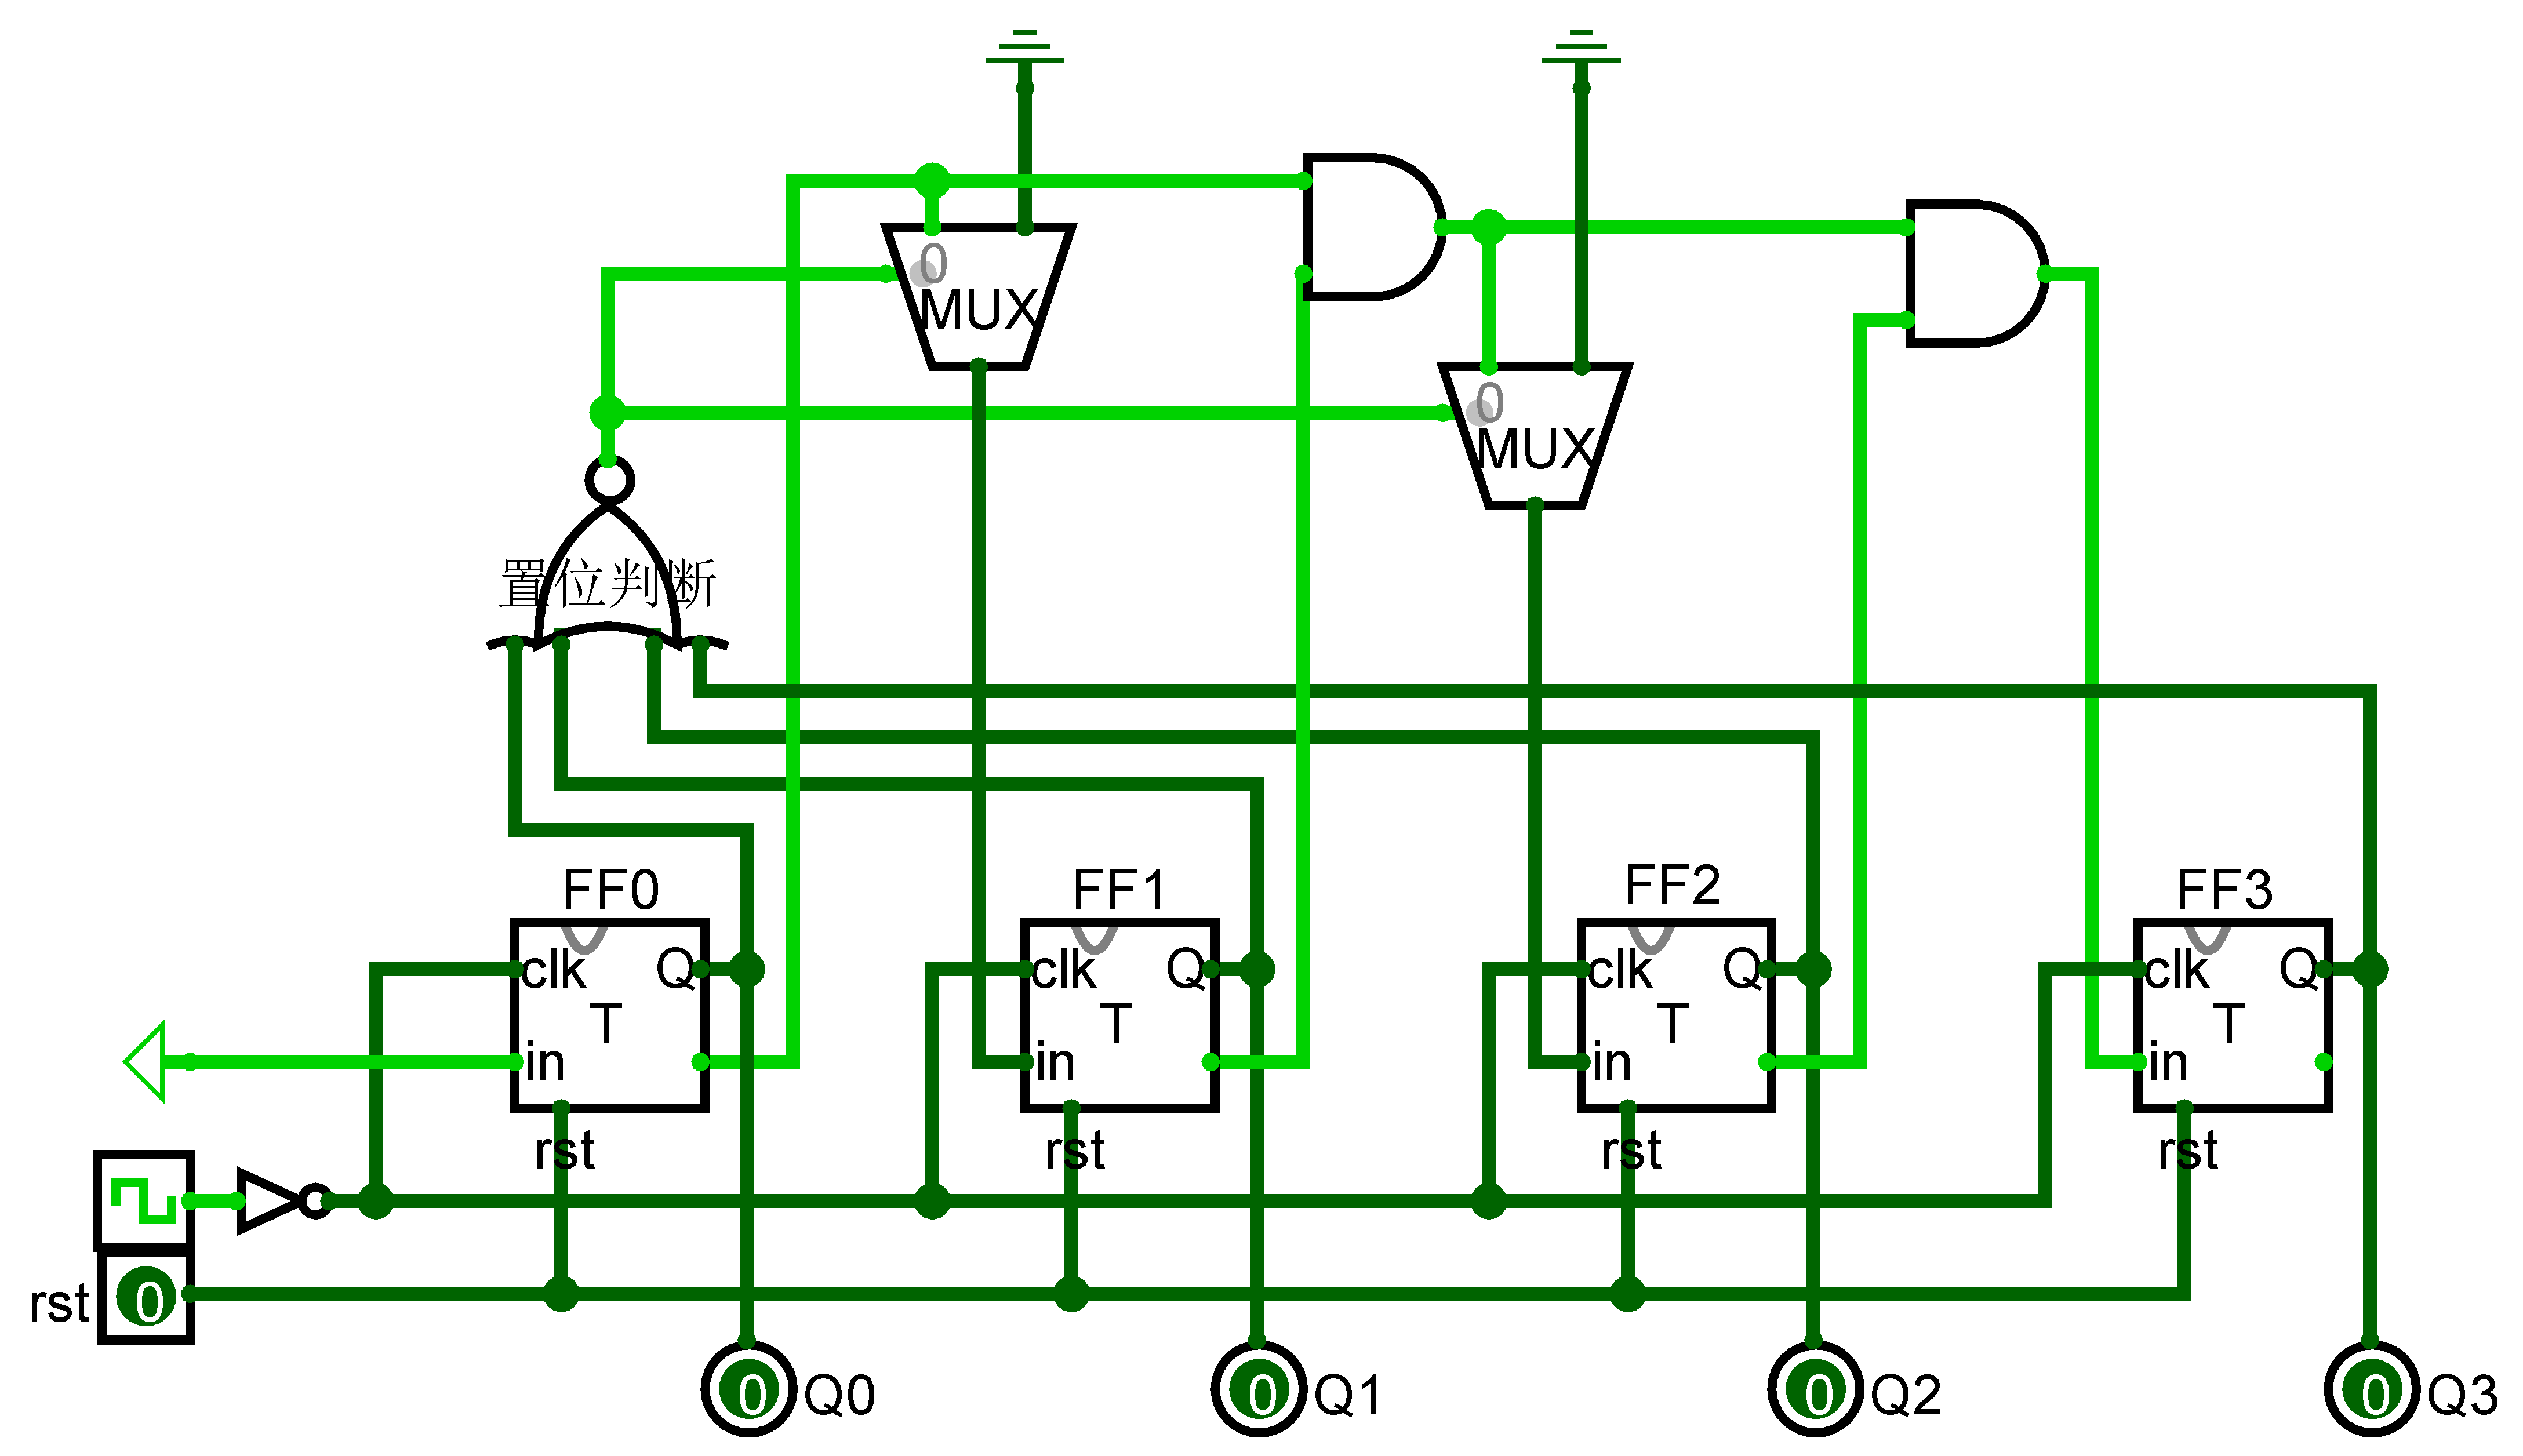 0
MUX
0
MUX
置位判断
FF0
FF1
FF2
FF3
clk Q
T
in
rst
clk Q
T
in
rst
clk Q
T
in
rst
clk Q
T
in
rst
rst 0
0 Q0
0 Q1
0 Q2
0 Q3